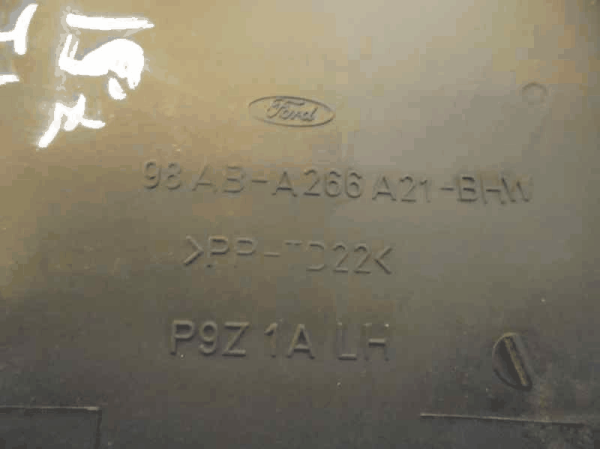 Ford
98AB-A266A21-BHW
>PP-TD22<
P9Z 1A LH